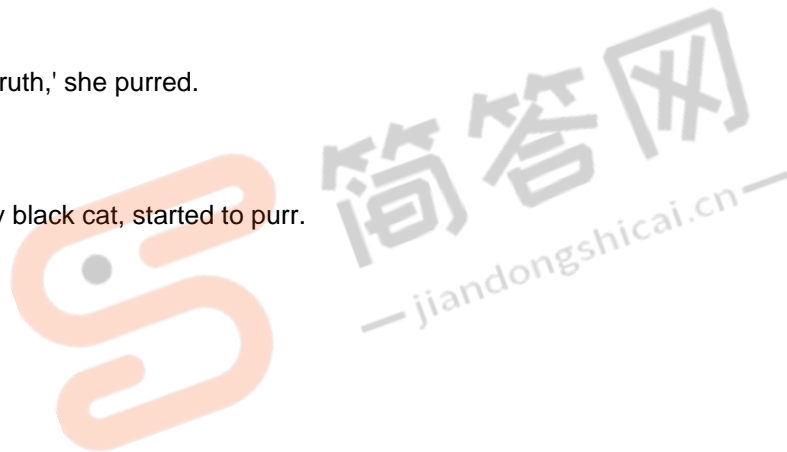 ruth,' she purred.
简答网
jiandongshicai.cn
black cat, started to purr.